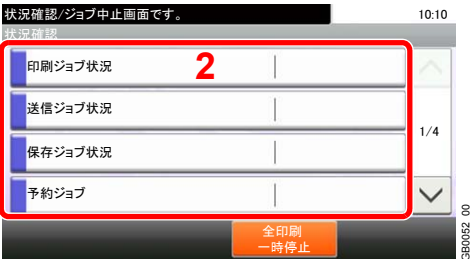 状況確認/ジョブ中止画面です。 10:10
状況確認
印刷ジョブ状況
2
送信ジョブ状況
1/4
保存ジョブ状況
予約ジョブ
全印刷
一時停止
GB0052 00